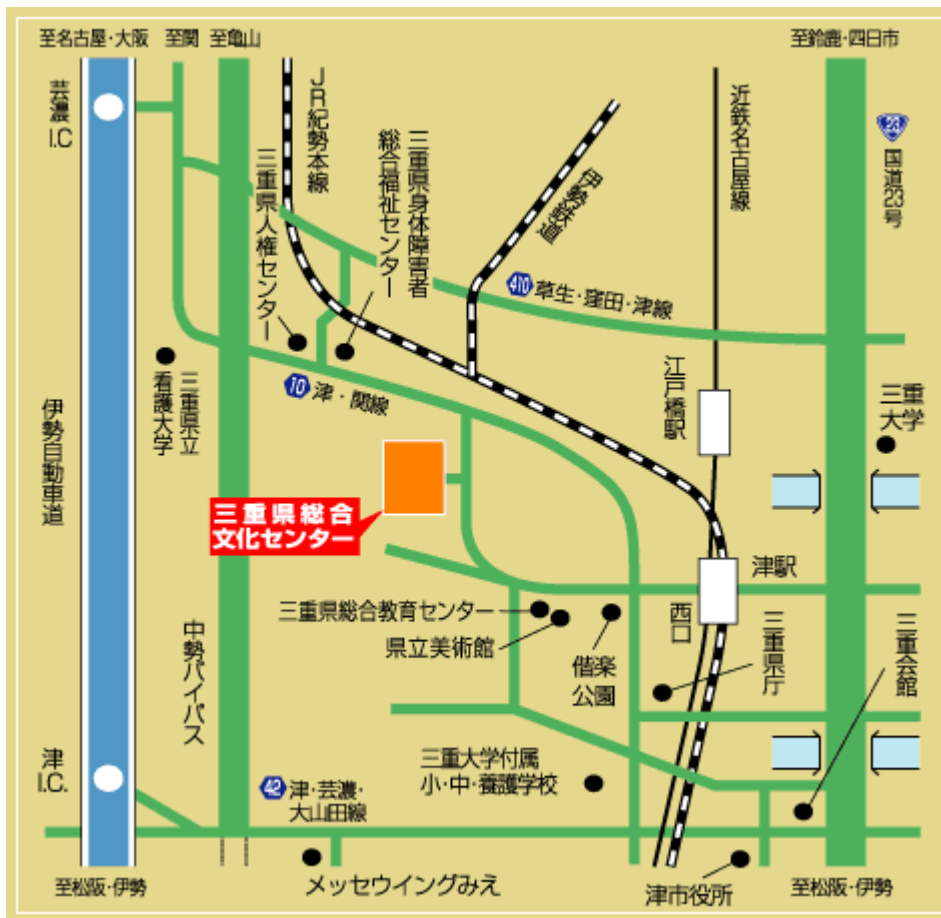 至名古屋・大阪
至関
至亀山
至鈴鹿・四日市
芸濃
I.C
JR紀勢本線
三重県身体障害者
総合福祉センター
三重県人権センター
伊勢鉄道
近鉄名古屋線
23
国道23号
410
草生・窪田・津線
江戸橋駅
三重
大学
三重県立
看護大学
10
津・関線
伊勢自動車道
三重県総合
文化センター
津駅
西口
三重県総合教育センター
県立美術館
偕楽
公園
三重県庁
三重会館
中勢バイパス
津
I.C.
42
津・芸濃・
大山田線
三重大学付属
小・中・養護学校
至松阪・伊勢
メッセウイングみえ
津市役所
至松阪・伊勢